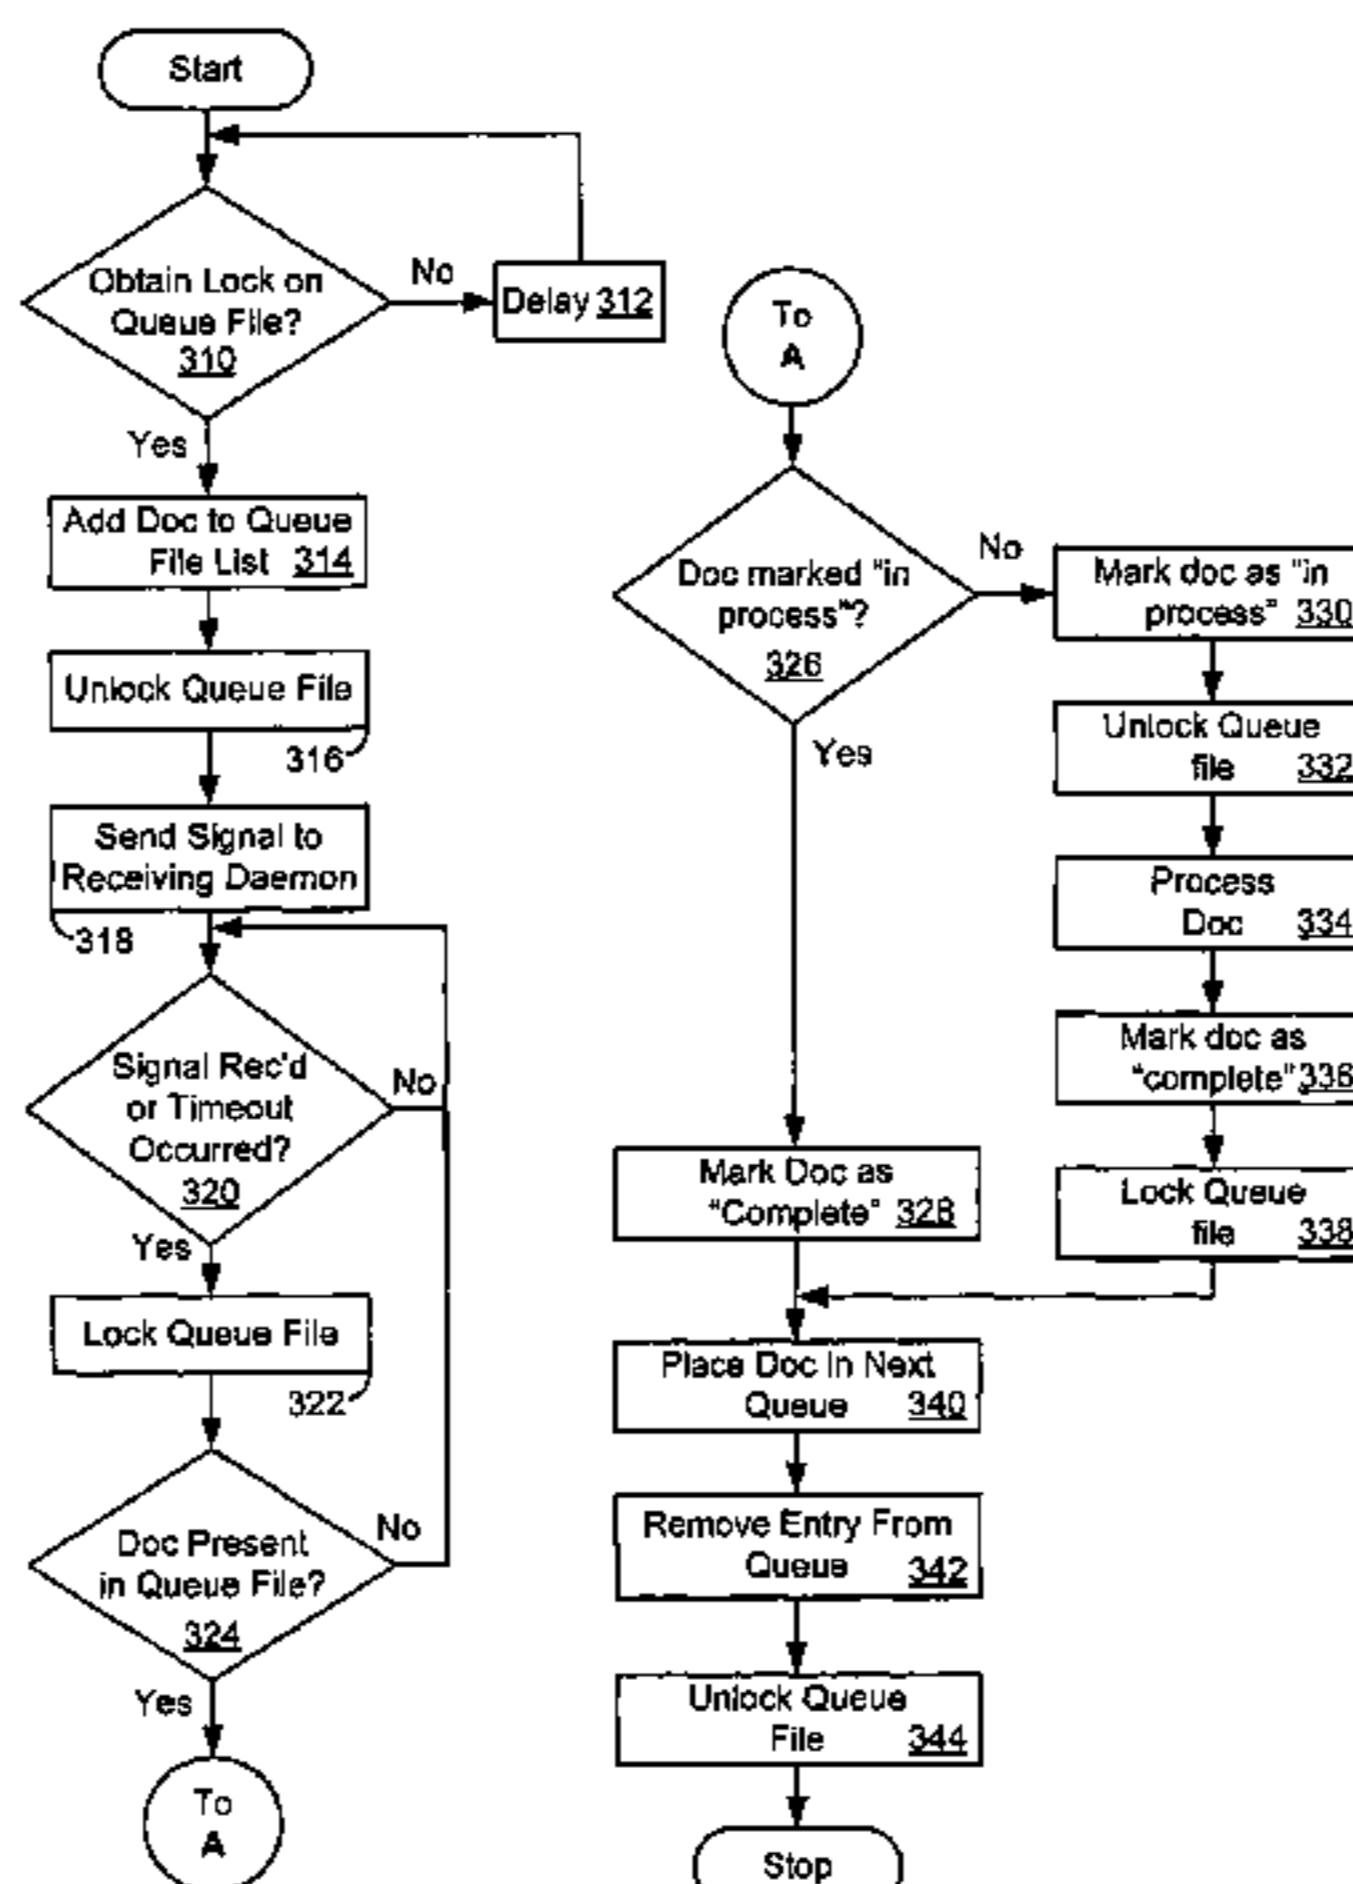 Start
Obtain Lock on
Queue File?
310
No
Delay 312
Yes
Add Doc to Queue
File List 314
Unlock Queue File
316
Send Signal to
Receiving Daemon
318
Signal Rec'd
or Timeout
Occurred?
320
No
Yes
Lock Queue File
322
Doc Present
in Queue File?
324
No
Yes
To
A
To
A
Doc marked "in
process"?
326
No
Yes
Mark doc as "in
process" 330
Unlock Queue
file 332
Process
Doc 334
Mark doc as
"complete" 336
Lock Queue
file 338
Mark Doc as
"Complete" 328
Place Doc In Next
Queue 340
Remove Entry From
Queue 342
Unlock Queue
File 344
Stop